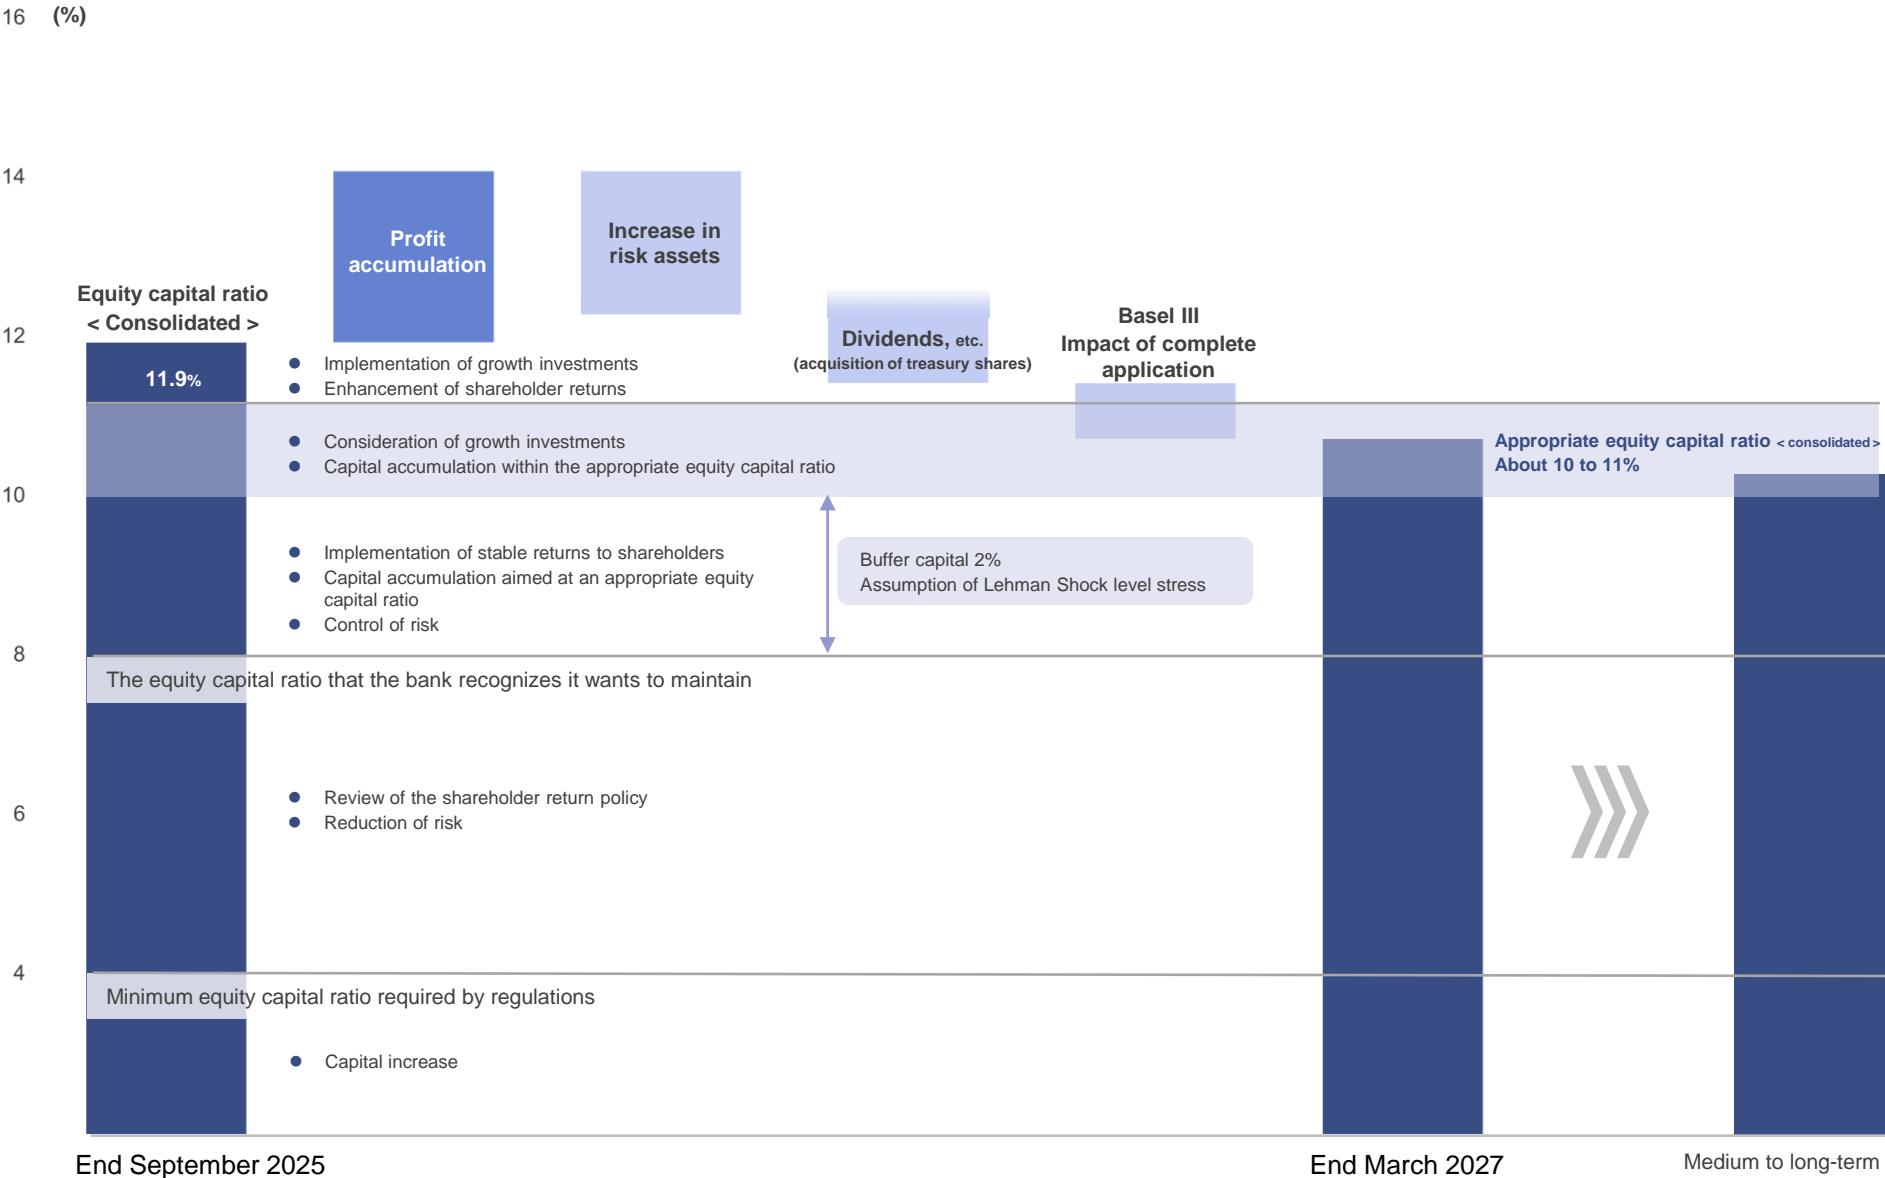 16 (%)
14
Profit
accumulation
Increase in
risk assets
Equity capital ratio
< Consolidated >
12
11.9%
Dividends, etc.
(acquisition of treasury shares)
Basel III
Impact of complete
application
● Implementation of growth investments
● Enhancement of shareholder returns
● Consideration of growth investments
● Capital accumulation within the appropriate equity capital ratio
Appropriate equity capital ratio < consolidated >
About 10 to 11%
10
● Implementation of stable returns to shareholders
● Capital accumulation aimed at an appropriate equity
capital ratio
● Control of risk
Buffer capital 2%
Assumption of Lehman Shock level stress
8
The equity capital ratio that the bank recognizes it wants to maintain
● Review of the shareholder return policy
● Reduction of risk
6
4
Minimum equity capital ratio required by regulations
● Capital increase
End September 2025
End March 2027
Medium to long-term